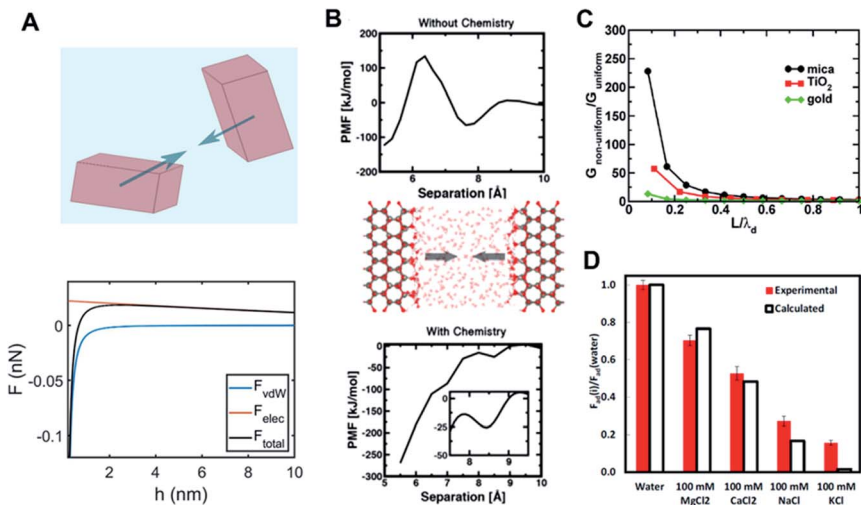 A
F (nN)
0
-0.05
-0.1
2
4
6
8
10
h (nm)
FvdW
Felec
Ftotal
B
Without Chemistry
PMF [kJ/mol]
200
100
0
-100
-200
5
6
7
8
9
10
Separation [Å]
With Chemistry
PMF [kJ/mol]
0
-50
-100
-150
-200
-250
-300
0
-25
-50
8
9
5
6
7
8
9
10
Separation [Å]
C
G non-uniform/G uniform
300
250
200
150
100
50
0
mica
TiO2
gold
0
0.2
0.4
0.6
0.8
1
L/λd
D
Fad(i)/Fad(water)
1.0
0.8
0.6
0.4
0.2
0.0
Experimental
Calculated
Water
100 mM
MgCl2
100 mM
CaCl2
100 mM
NaCl
100 mM
KCl